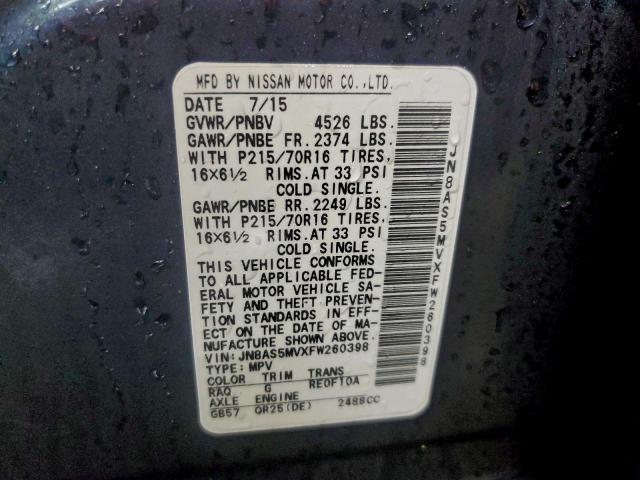 MFD BY NISSAN MOTOR CO.,LTD.
DATE 7/15
GVWR/PNBV 4526 LBS.
GAWR/PNBE FR. 2374 LBS.
WITH P215/70R16 TIRES,
16X6½ RIMS.AT 33 PSI
COLD SINGLE.
GAWR/PNBE RR. 2249 LBS.
WITH P215/70R16 TIRES,
16X6½ RIMS.AT 33 PSI
COLD SINGLE.
THIS VEHICLE CONFORMS
TO ALL APPLICABLE FED-
ERAL MOTOR VEHICLE SA-
FETY AND THEFT PREVEN-
TION STANDARDS IN EFF-
ECT ON THE DATE OF MA-
NUFACTURE SHOWN ABOVE.
VIN: JN8AS5MVXFW260398
TYPE: MPV
COLOR TRIM TRANS
RAQ G RE0F10A
AXLE ENGINE
GB57 QR25(DE) 2488CC
JN8AS5MVXFW260398